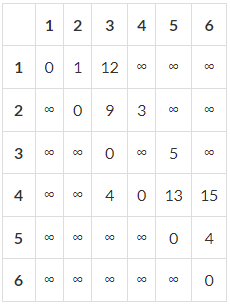 1 2 3 4 5 6
1 0 1 12 ∞ ∞ ∞
2 ∞ 0 9 3 ∞ ∞
3 ∞ ∞ 0 ∞ 5 ∞
4 ∞ ∞ 4 0 13 15
5 ∞ ∞ ∞ ∞ 0 4
6 ∞ ∞ ∞ ∞ ∞ 0